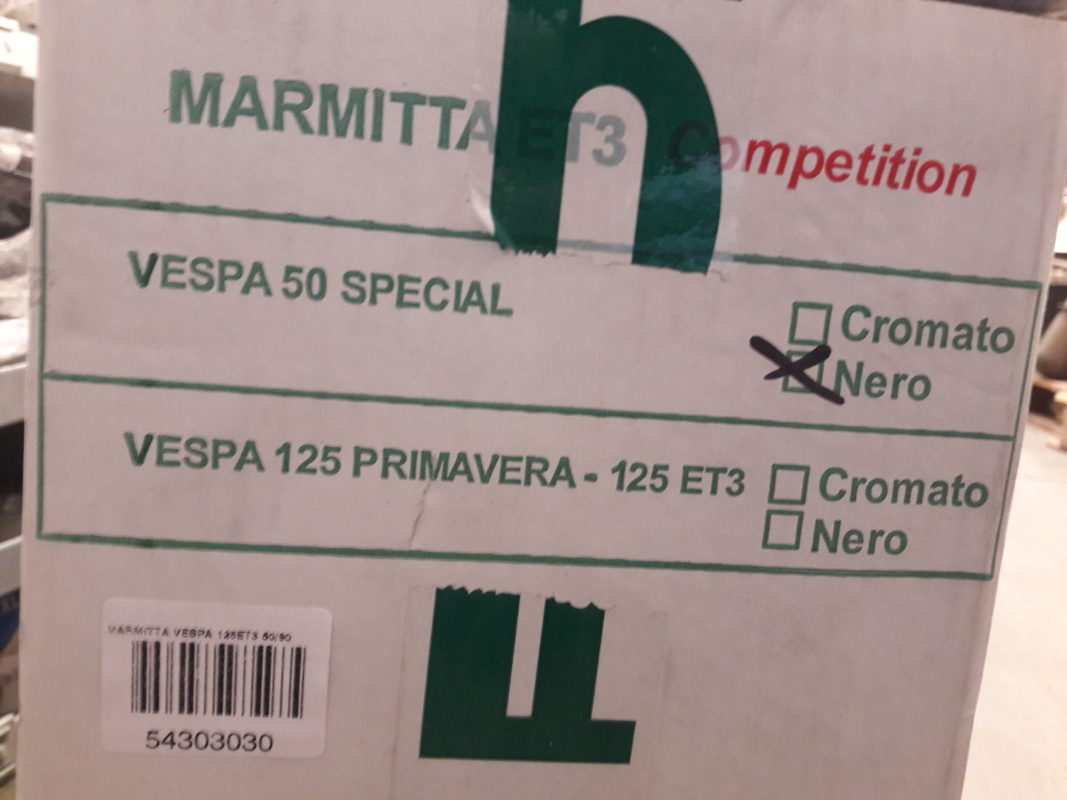 MARMITTA ET3 Competition
VESPA 50 SPECIAL
Cromato
Nero
VESPA 125 PRIMAVERA - 125 ET3
Cromato
Nero
MARMITTA VESPA 125ET3 50/90
54303030